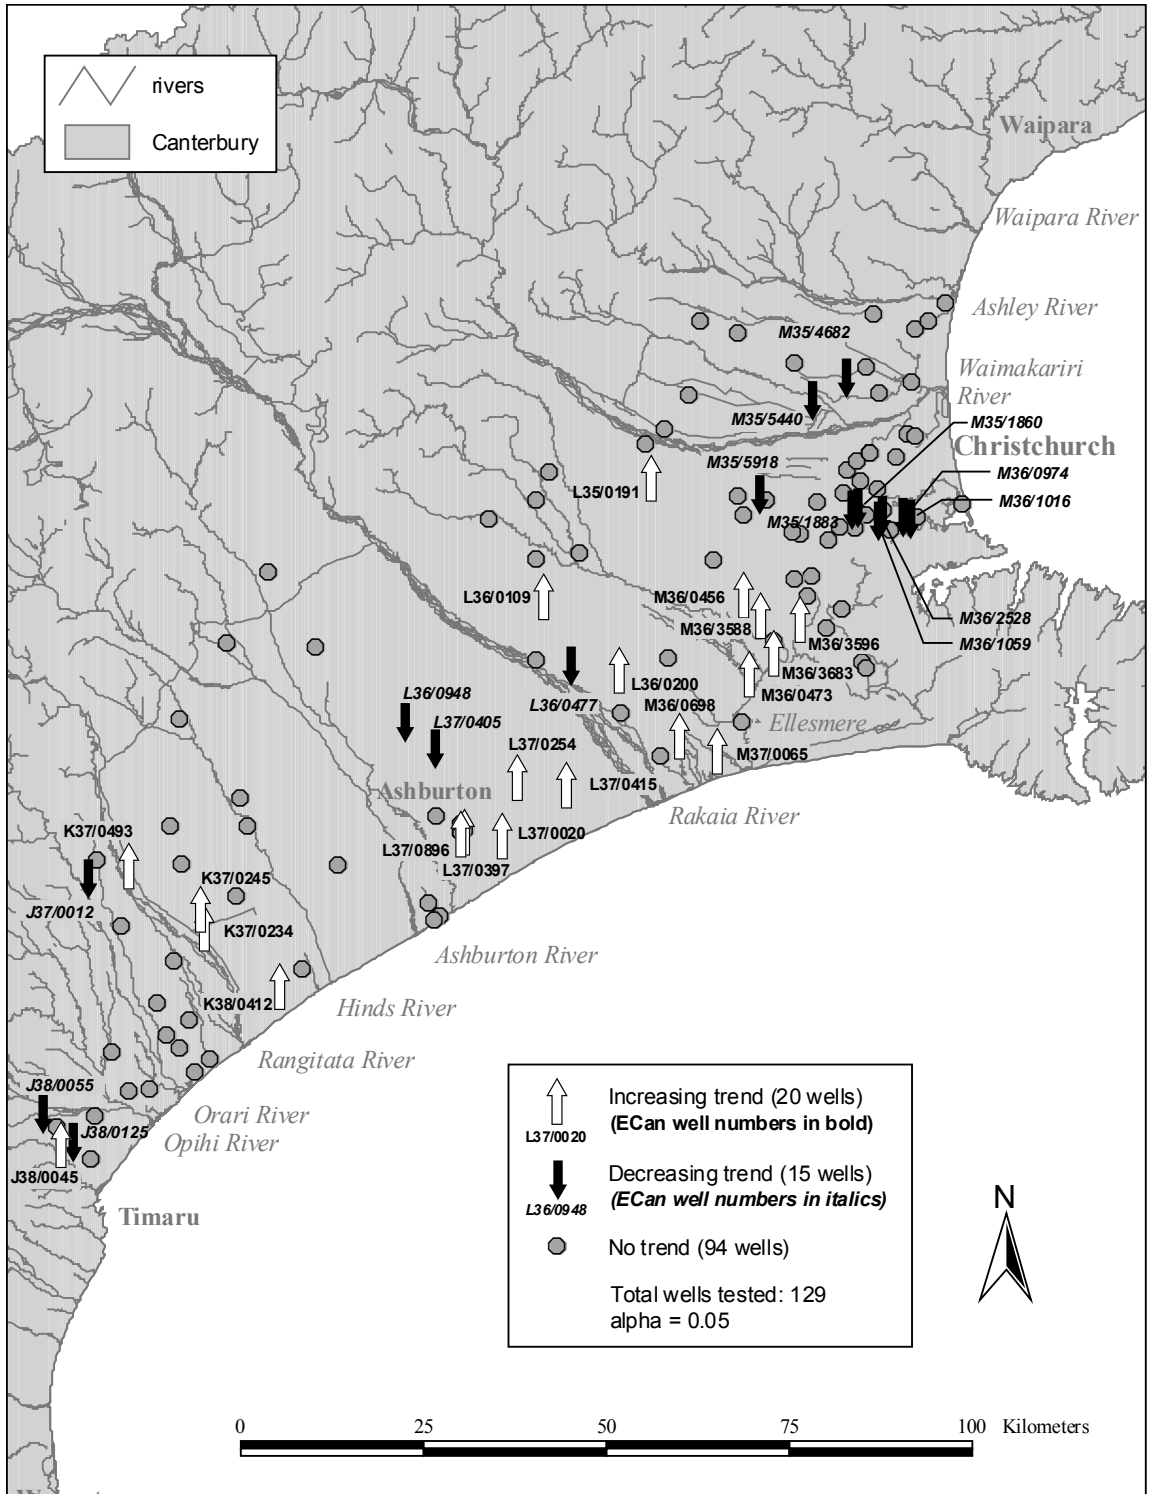 rivers
Canterbury
Waipara
Waipara River
Ashley River
M35/4682
Waimakariri
River
M35/5440
M35/1860
Christchurch
M35/5918
M36/0974
L35/0191
M36/1016
M35/1883
L36/0109
M36/0456
M36/2528
M36/3588
M36/3596
M36/1059
M36/3683
L36/0200
L36/0948
L36/0477
M36/0473
M36/0698
L37/0405
Ellesmere
L37/0254
M37/0065
L37/0415
Ashburton
Rakaia River
K37/0493
L37/0020
L37/0896
L37/0397
K37/0245
J37/0012
K37/0234
Ashburton River
K38/0412
Hinds River
Rangitata River
J38/0055
Orari River
J38/0125
Opihi River
J38/0045
Timaru
Increasing trend (20 wells)
L37/0020
(ECan well numbers in bold)
Decreasing trend (15 wells)
L36/0948
(ECan well numbers in italics)
No trend (94 wells)
Total wells tested: 129
alpha = 0.05
N
0 25 50 75 100 Kilometers